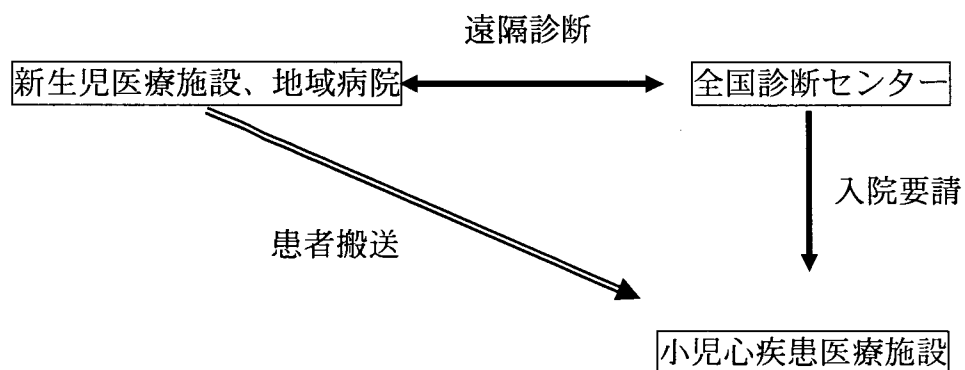 遠隔診断
新生児医療施設、地域病院
全国診断センター
入院要請
患者搬送
小児心疾患医療施設